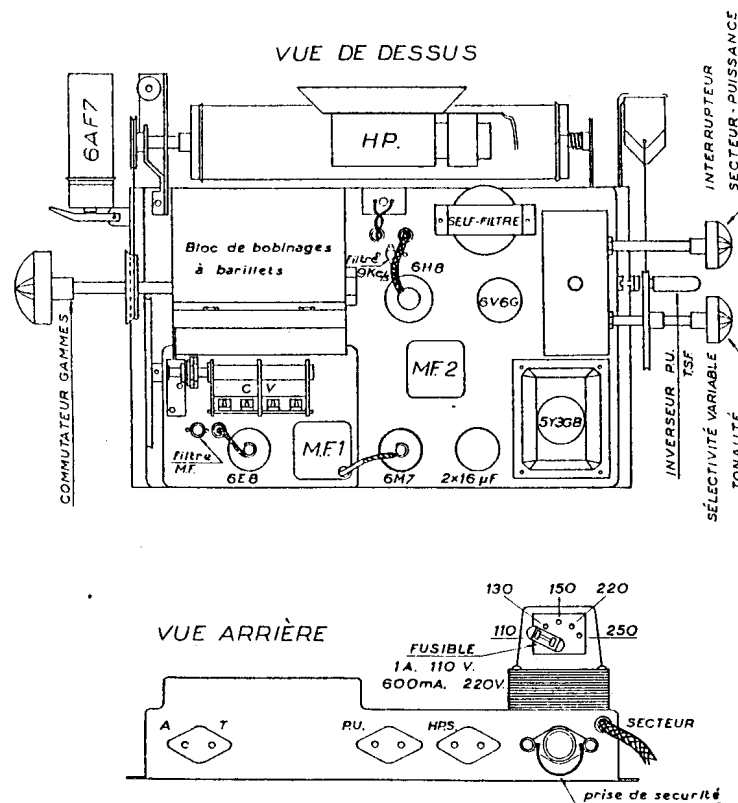 VUE DE DESSUS
6AF7
HP.
INTERRUPTEUR
SECTEUR-PUISSANCE
SELF-FILTRE
Bloc de bobinages
à barillets
filtre
9Kc/s
6H8
6V6G
MF.2
C V
5Y3GB
M.F.1
filtre
M.F.
6E8
6M7
2x16 µF
COMMUTATEUR GAMMES
INVERSEUR P.U.
T.S.F.
SÉLECTIVITÉ VARIABLE
TONALITÉ
VUE ARRIÈRE
130
150
220
110
250
FUSIBLE
1A. 110 V.
600mA. 220V.
A
T
P.U.
HP.S.
SECTEUR
prise de securité